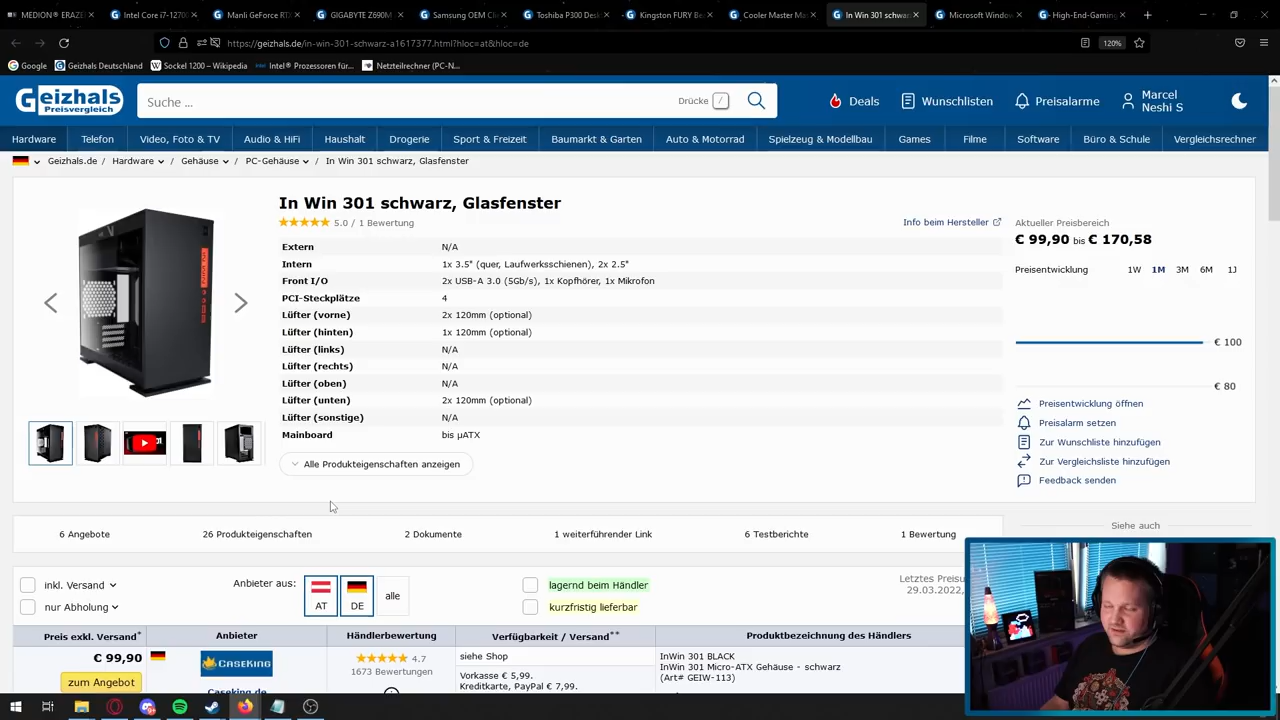 MEDION® ERAZE
Intel Core i7-1270
Manli GeForce RTX
GIGABYTE Z690M
Samsung OEM Cli
Toshiba P300 Desk
Kingston FURY Be
Cooler Master Mas
In Win 301 schwar
Microsoft Window
High-End-Gaming
https://geizhals.de/in-win-301-schwarz-a1617377.html?hloc=at&hloc=de
120%
Google
Geizhals Deutschland
Sockel 1200 – Wikipedia
Intel® Prozessoren für...
Netzteilrechner (PC-N...
Geizhals
Preisvergleich
Suche ...
Drücke /
Deals
Wunschlisten
Preisalarme
Marcel
Neshi S
Hardware
Telefon
Video, Foto & TV
Audio & HiFi
Haushalt
Drogerie
Sport & Freizeit
Baumarkt & Garten
Auto & Motorrad
Spielzeug & Modellbau
Games
Filme
Software
Büro & Schule
Vergleichsrechner
Geizhals.de / Hardware / Gehäuse / PC-Gehäuse / In Win 301 schwarz, Glasfenster
In Win 301 schwarz, Glasfenster
5.0 / 1 Bewertung
Info beim Hersteller
Extern N/A
Intern 1x 3.5" (quer, Laufwerksschienen), 2x 2.5"
Front I/O 2x USB-A 3.0 (5Gb/s), 1x Kopfhörer, 1x Mikrofon
PCI-Steckplätze 4
Lüfter (vorne) 2x 120mm (optional)
Lüfter (hinten) 1x 120mm (optional)
Lüfter (links) N/A
Lüfter (rechts) N/A
Lüfter (oben) N/A
Lüfter (unten) 2x 120mm (optional)
Lüfter (sonstige) N/A
Mainboard bis µATX
Alle Produkteigenschaften anzeigen
Aktueller Preisbereich
€ 99,90 bis € 170,58
Preisentwicklung 1W 1M 3M 6M 1J
€ 100
€ 80
Preisentwicklung öffnen
Preisalarm setzen
Zur Wunschliste hinzufügen
Zur Vergleichsliste hinzufügen
Feedback senden
6 Angebote
26 Produkteigenschaften
2 Dokumente
1 weiterführender Link
6 Testberichte
1 Bewertung
Siehe auch
inkl. Versand
nur Abholung
Anbieter aus:
AT
DE
alle
lagernd beim Händler
kurzfristig lieferbar
Letztes Preisu
29.03.2022,
Preis exkl. Versand*
Anbieter
Händlerbewertung
Verfügbarkeit / Versand**
Produktbezeichnung des Händlers
€ 99,90
zum Angebot
CASEKING
Caseking.de
4.7
1673 Bewertungen
siehe Shop
Vorkasse € 5,99.
Kreditkarte, PayPal € 7,99.
InWin 301 BLACK
InWin 301 Micro-ATX Gehäuse - schwarz
(Art# GEIW-113)